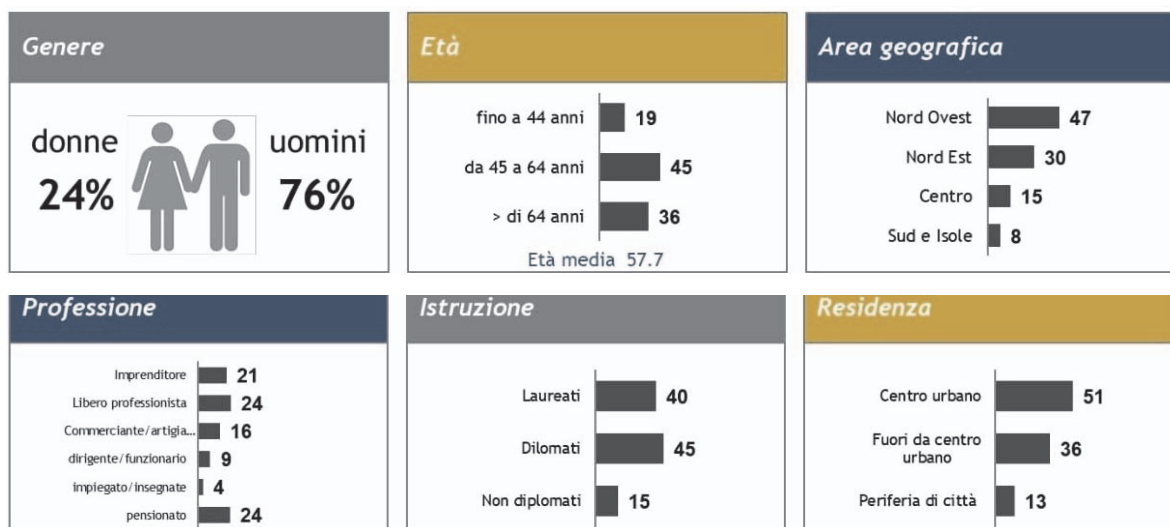 Genere
donne
24%
uomini
76%
Età
fino a 44 anni 19
da 45 a 64 anni 45
> di 64 anni 36
Età media 57.7
Area geografica
Nord Ovest 47
Nord Est 30
Centro 15
Sud e Isole 8
Professione
Imprenditore 21
Libero professionista 24
Commerciante/artigia... 16
dirigente/funzionario 9
impiegato/insegnate 4
pensionato 24
Istruzione
Laureati 40
Dilomati 45
Non diplomati 15
Residenza
Centro urbano 51
Fuori da centro
urbano 36
Periferia di città 13